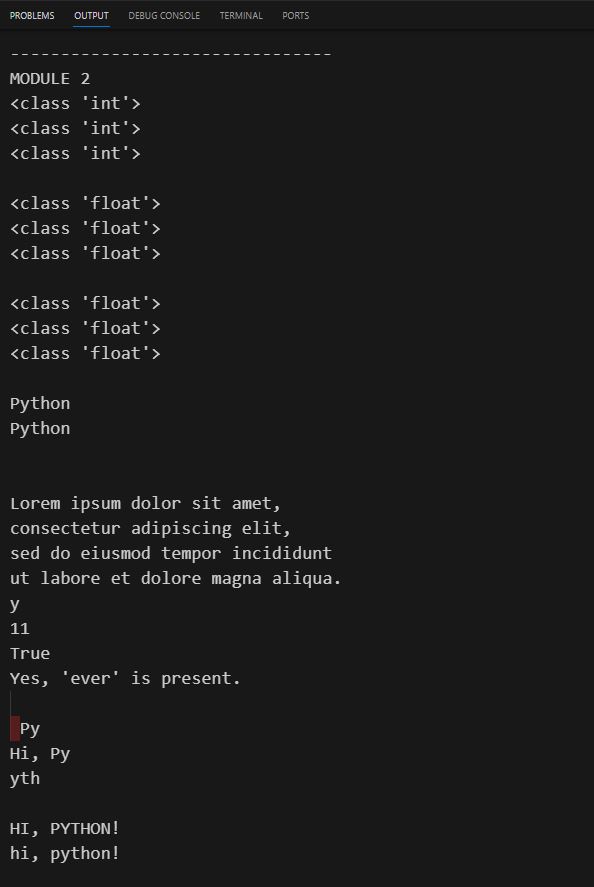 PROBLEMS OUTPUT DEBUG CONSOLE TERMINAL PORTS
--------------------------------
MODULE 2
<class 'int'>
<class 'int'>
<class 'int'>
<class 'float'>
<class 'float'>
<class 'float'>
<class 'float'>
<class 'float'>
<class 'float'>
Python
Python
Lorem ipsum dolor sit amet,
consectetur adipiscing elit,
sed do eiusmod tempor incididunt
ut labore et dolore magna aliqua.
y
11
True
Yes, 'ever' is present.
Py
Hi, Py
yth
HI, PYTHON!
hi, python!